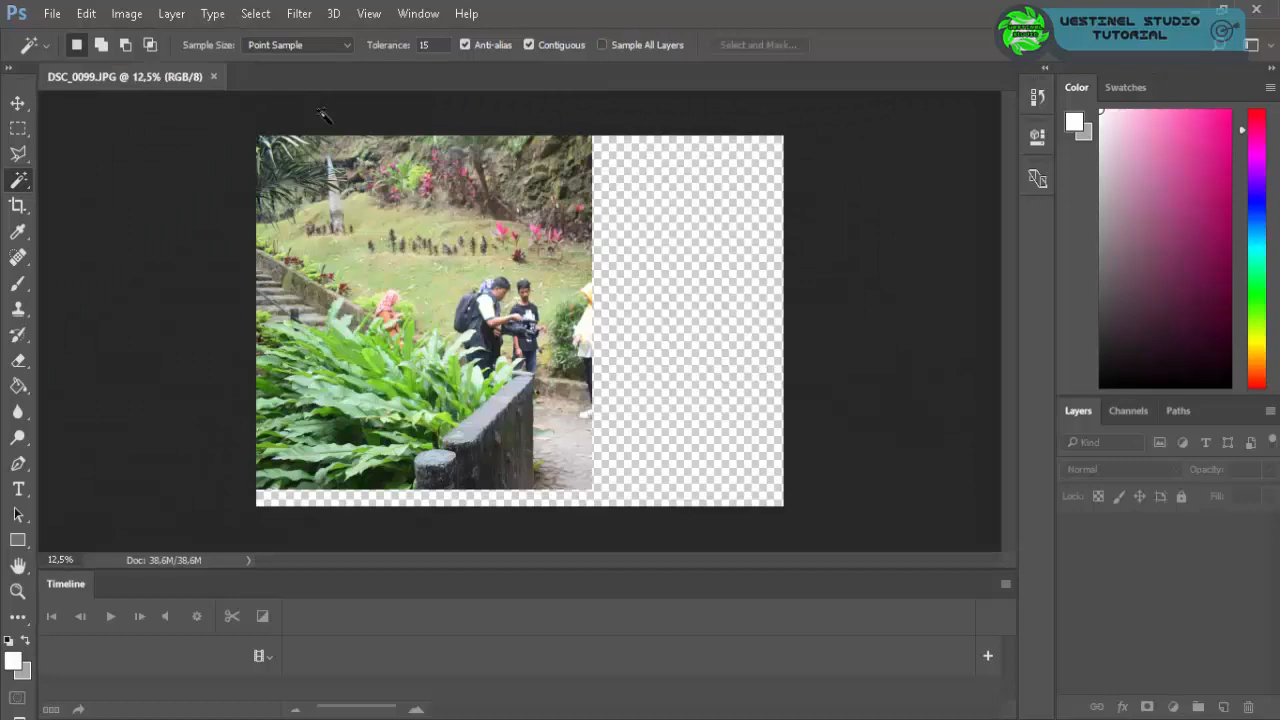 Ps File Edit Image Layer Type Select Filter 3D View Window Help
VESTINEL STUDIO
TUTORIAL
Sample Size: Point Sample Tolerance: 15 Anti-alias Contiguous Sample All Layers Select and Mask...
DSC_0099.JPG @ 12,5% (RGB/8) ×
Color Swatches
Layers Channels Paths
Kind
Normal Opacity:
Lock: Fill:
12,5% Doc: 38.6M/38.6M
Timeline